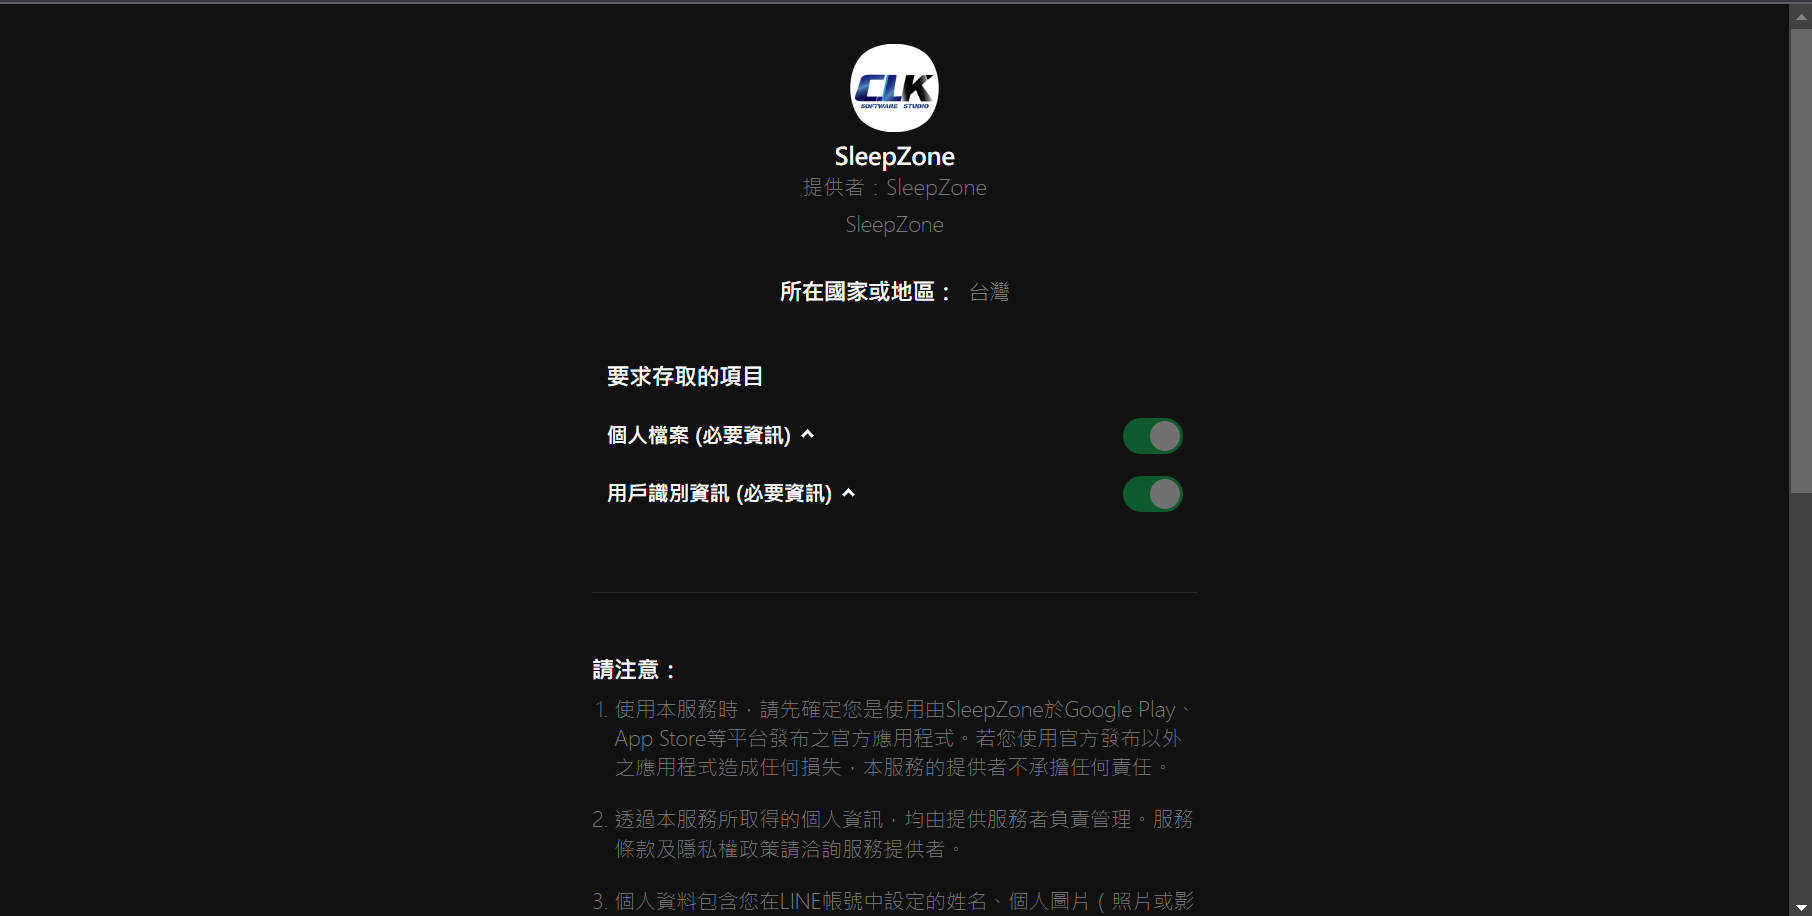 CLK
SOFTWARE STUDIO
SleepZone
提供者：SleepZone
SleepZone
所在國家或地區： 台灣
要求存取的項目
個人檔案 (必要資訊)
用戶識別資訊 (必要資訊)
請注意：
1. 使用本服務時，請先確定您是使用由SleepZone於Google Play、
App Store等平台發布之官方應用程式。若您使用官方發布以外
之應用程式造成任何損失，本服務的提供者不承擔任何責任。
2. 透過本服務所取得的個人資訊，均由提供服務者負責管理。服務
條款及隱私權政策請洽詢服務提供者。
3. 個人資料包含您在LINE帳號中設定的姓名、個人圖片（照片或影